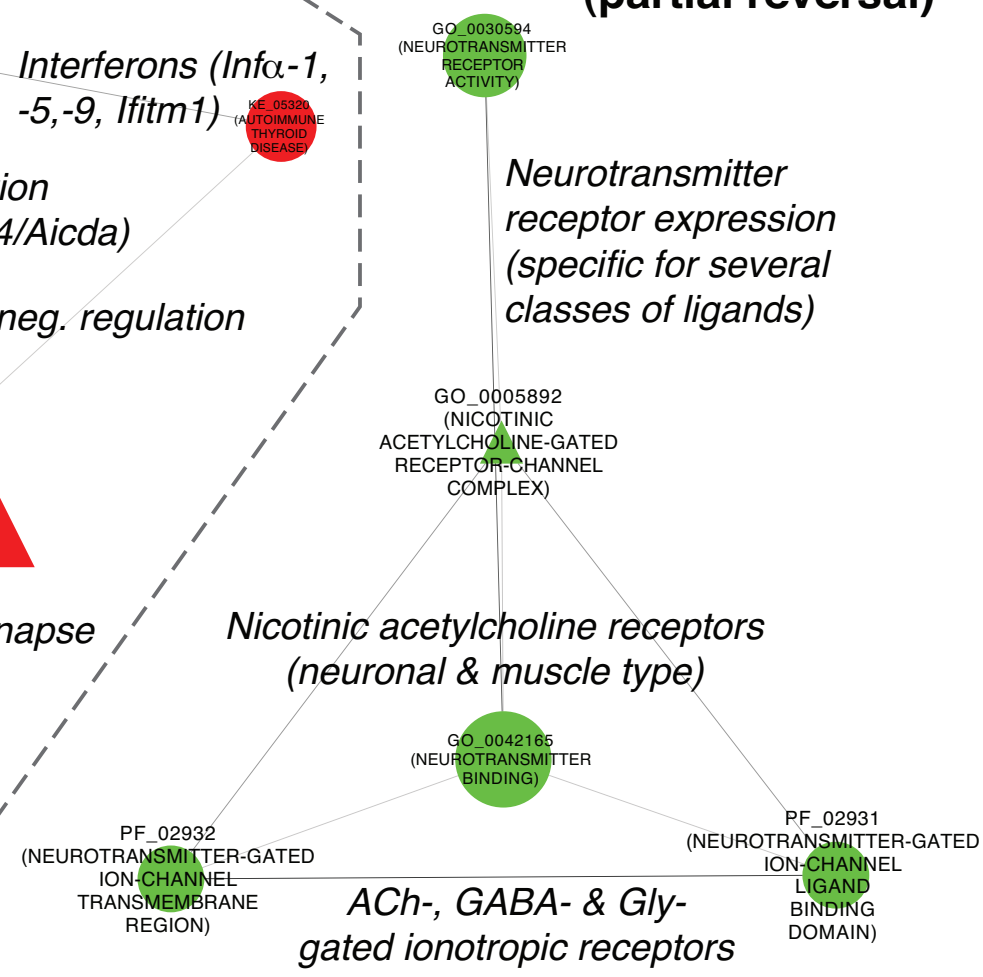 (partial reversal)
GO_0030594
(NEUROTRANSMITTER
RECEPTOR
ACTIVITY)
Interferons (Infα-1,
-5,-9, Ifitm1)
KE_05320
(AUTOIMMUNE
THYROID
DISEASE)
ion
4/Aicda)
neg. regulation
Neurotransmitter
receptor expression
(specific for several
classes of ligands)
GO_0005892
(NICOTINIC
ACETYLCHOLINE-GATED
RECEPTOR-CHANNEL
COMPLEX)
napse
Nicotinic acetylcholine receptors
(neuronal & muscle type)
GO_0042165
(NEUROTRANSMITTER
BINDING)
PF_02932
(NEUROTRANSMITTER-GATED
ION-CHANNEL
TRANSMEMBRANE
REGION)
PF_02931
(NEUROTRANSMITTER-GATED
ION-CHANNEL
LIGAND
BINDING
DOMAIN)
ACh-, GABA- & Gly-
gated ionotropic receptors